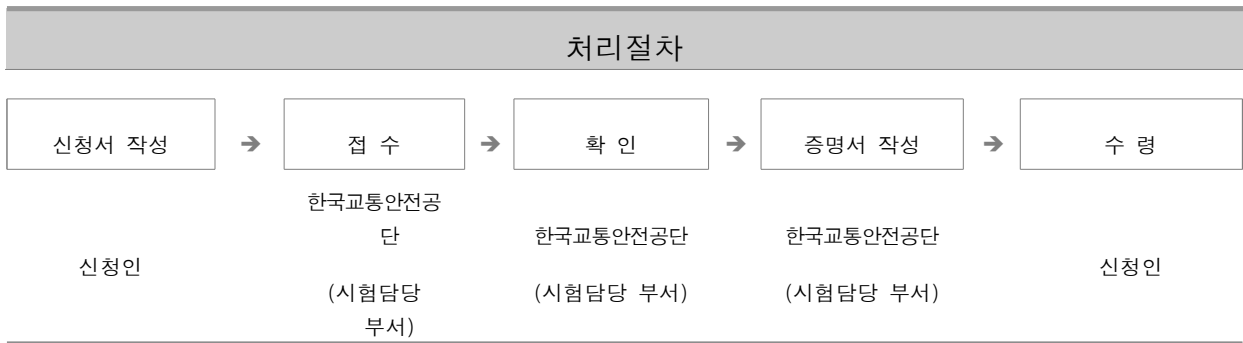 처리절차
신청서 작성 ➔ 접 수 ➔ 확 인 ➔ 증명서 작성 ➔ 수 령
신청인
한국교통안전공
단
(시험담당
부서)
한국교통안전공단
(시험담당 부서)
한국교통안전공단
(시험담당 부서)
신청인